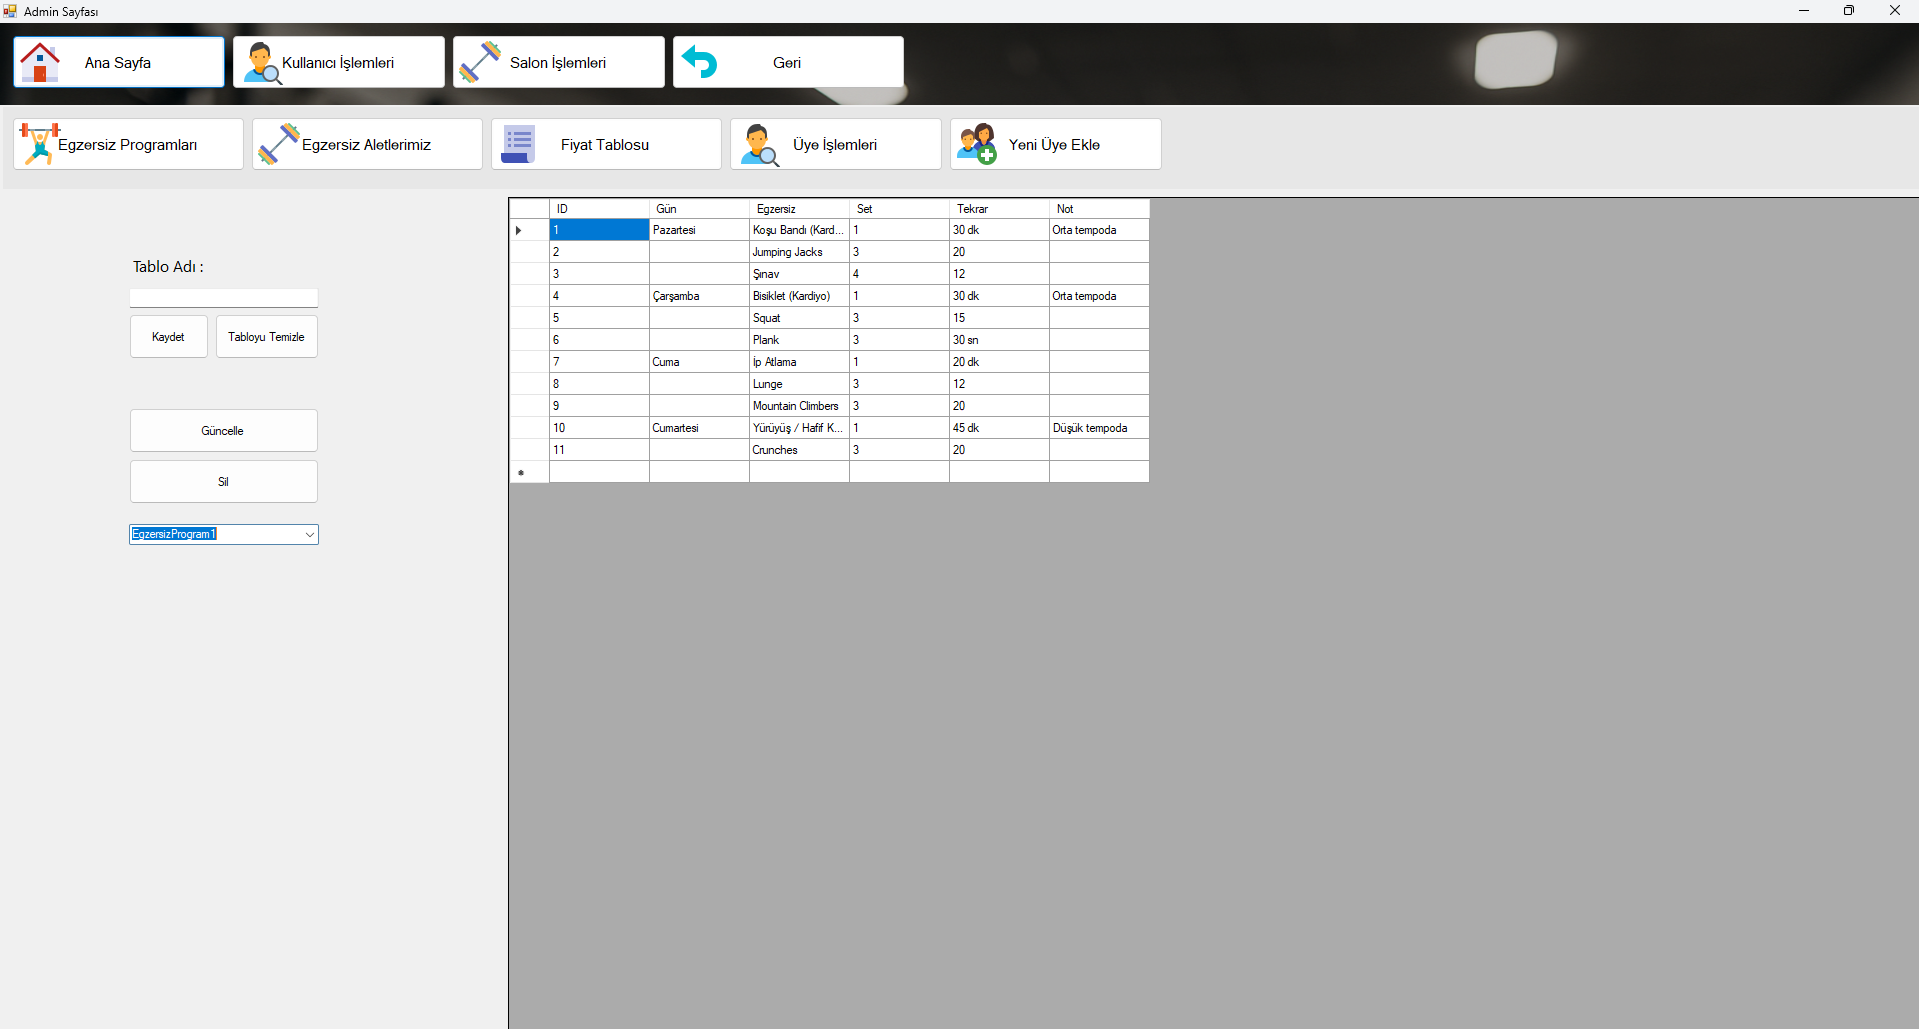 Admin Sayfası
Ana Sayfa Kullanıcı İşlemleri Salon İşlemleri Geri
Egzersiz Programları Egzersiz Aletlerimiz Fiyat Tablosu Üye İşlemleri Yeni Üye Ekle
Tablo Adı :
Kaydet Tabloyu Temizle
Güncelle
Sil
EgzersizProgram1
ID Gün Egzersiz Set Tekrar Not
1 Pazartesi Koşu Bandı (Kard... 1 30 dk Orta tempoda
2 Jumping Jacks 3 20
3 Şınav 4 12
4 Çarşamba Bisiklet (Kardiyo) 1 30 dk Orta tempoda
5 Squat 3 15
6 Plank 3 30 sn
7 Cuma İp Atlama 1 20 dk
8 Lunge 3 12
9 Mountain Climbers 3 20
10 Cumartesi Yürüyüş / Hafif K... 1 45 dk Düşük tempoda
11 Crunches 3 20